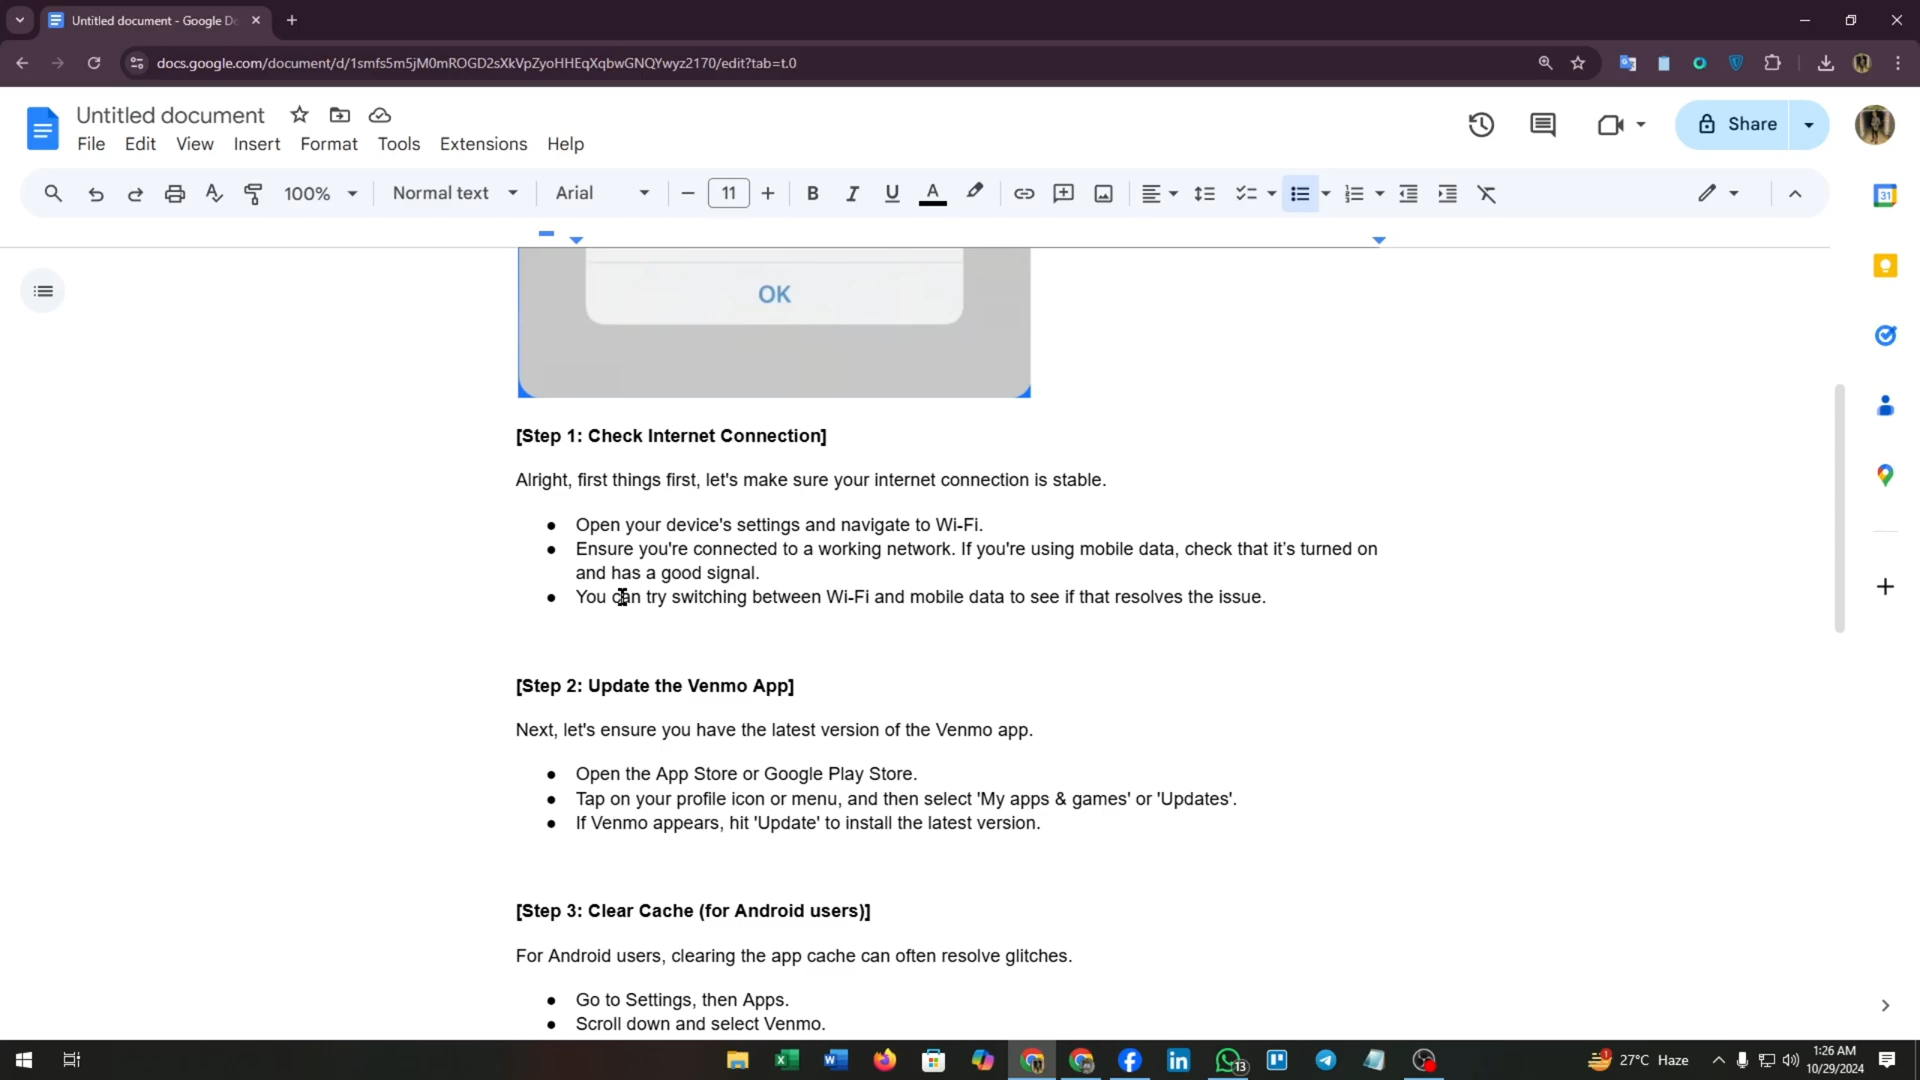 Untitled document - Google Do
docs.google.com/document/d/1smfs5m5jM0mROGD2sXkVpZyoHHEqXqbwGNQYwyz2170/edit?tab=t.0
Untitled document
File Edit View Insert Format Tools Extensions Help
Share
100% Normal text Arial 11 B I U A
31
OK
[Step 1: Check Internet Connection]
Alright, first things first, let's make sure your internet connection is stable.
● Open your device's settings and navigate to Wi-Fi.
● Ensure you're connected to a working network. If you're using mobile data, check that it’s turned on
and has a good signal.
● You can try switching between Wi-Fi and mobile data to see if that resolves the issue.
[Step 2: Update the Venmo App]
Next, let's ensure you have the latest version of the Venmo app.
● Open the App Store or Google Play Store.
● Tap on your profile icon or menu, and then select 'My apps & games' or 'Updates'.
● If Venmo appears, hit 'Update' to install the latest version.
[Step 3: Clear Cache (for Android users)]
For Android users, clearing the app cache can often resolve glitches.
● Go to Settings, then Apps.
● Scroll down and select Venmo.
13
1
27°C Haze
1:26 AM
10/29/2024